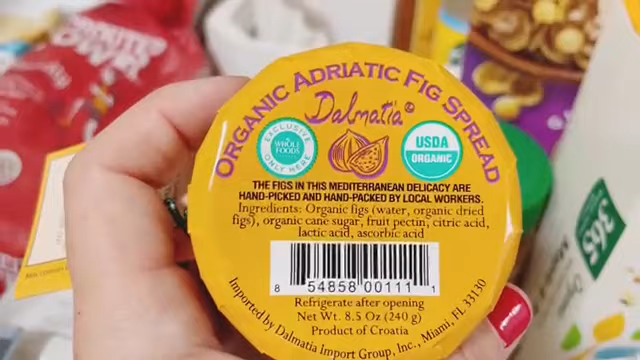 ORGANIC ADRIATIC FIG SPREAD
Dalmatia®
EXCLUSIVE
WHOLE
FOODS
ONLY HERE
USDA
ORGANIC
THE FIGS IN THIS MEDITERRANEAN DELICACY ARE
HAND-PICKED AND HAND-PACKED BY LOCAL WORKERS.
Ingredients: Organic figs (water, organic dried
figs), organic cane sugar, fruit pectin, citric acid,
lactic acid, ascorbic acid
8 54858 00111 1
Refrigerate after opening
Net Wt. 8.5 Oz (240 g)
Product of Croatia
Imported by Dalmatia Import Group, Inc., Miami, FL 33130
365